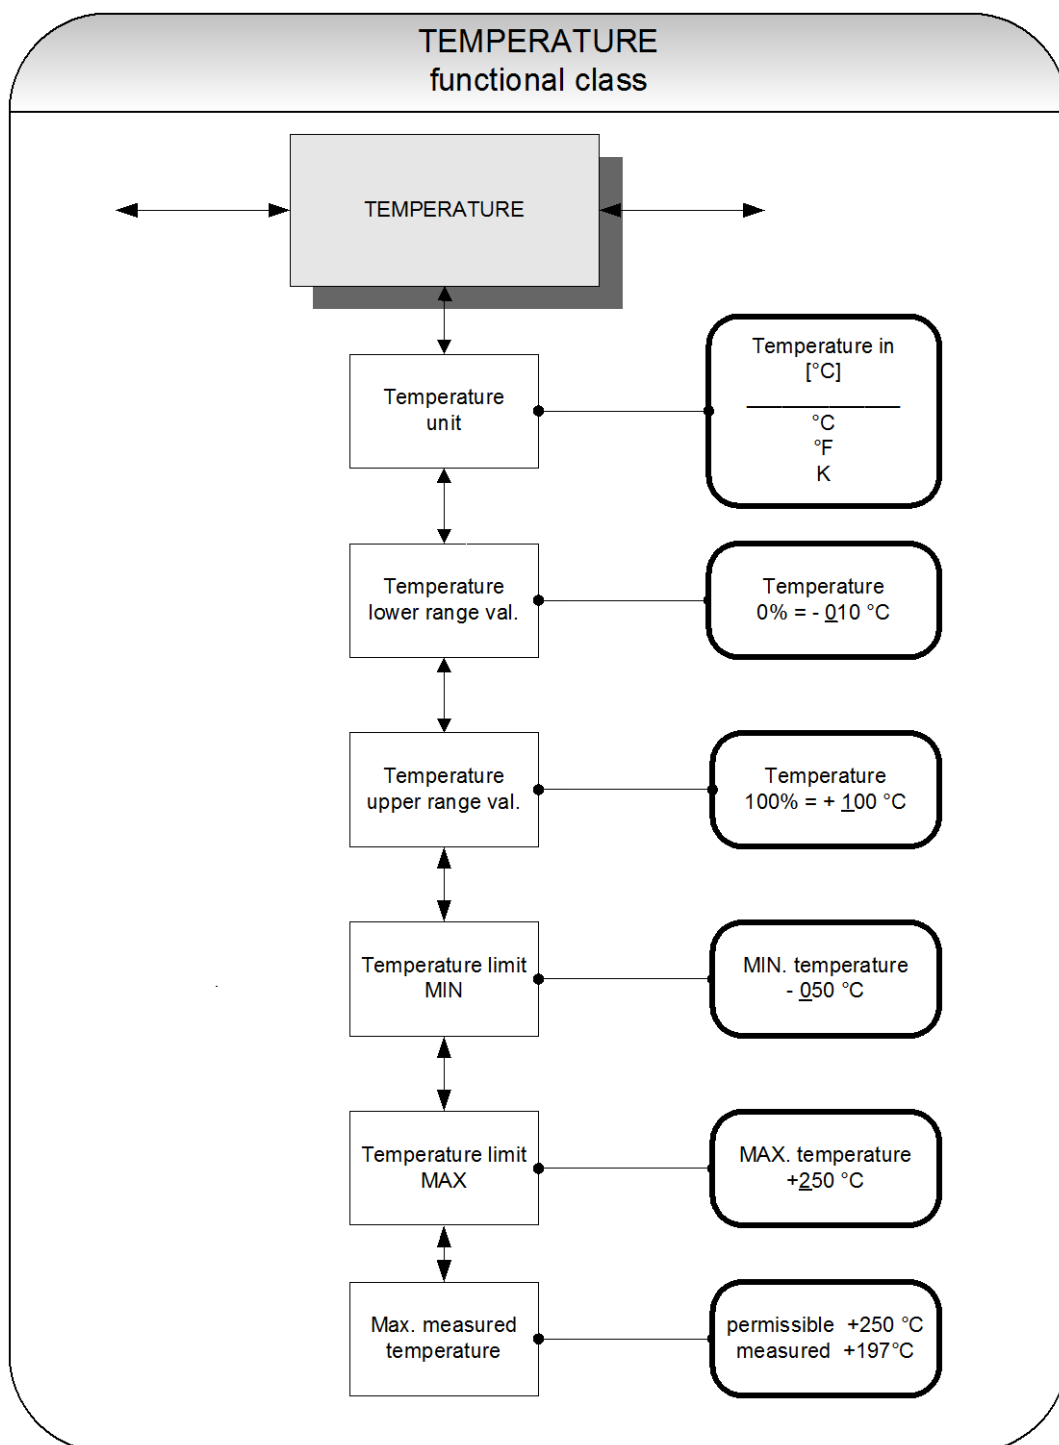 TEMPERATURE
functional class
TEMPERATURE
Temperature
unit
Temperature in
[°C]
°C
°F
K
Temperature
lower range val.
Temperature
0% = - 010 °C
Temperature
upper range val.
Temperature
100% = + 100 °C
Temperature limit
MIN
MIN. temperature
- 050 °C
Temperature limit
MAX
MAX. temperature
+250 °C
Max. measured
temperature
permissible +250 °C
measured +197°C